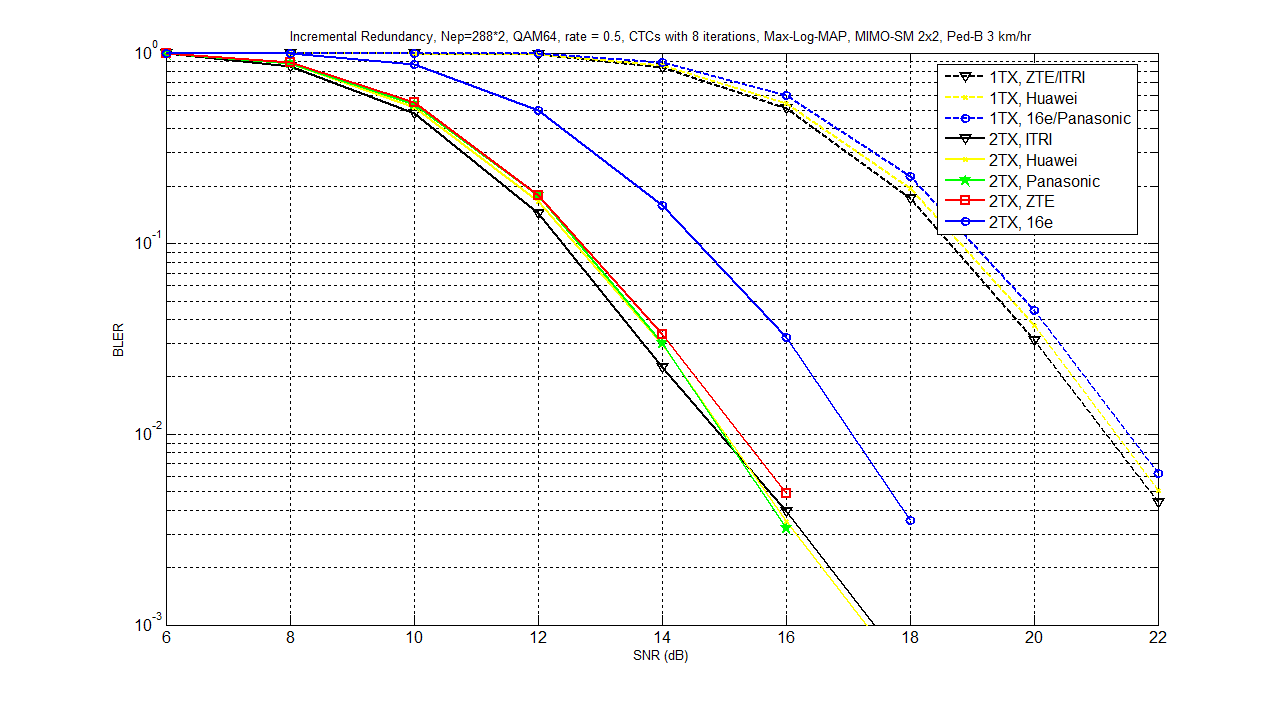 Incremental Redundancy, Nep=288*2, QAM64, rate = 0.5, CTCs with 8 iterations, Max-Log-MAP, MIMO-SM 2x2, Ped-B 3 km/hr
10^0
1TX, ZTE/ITRI
1TX, Huawei
1TX, 16e/Panasonic
2TX, ITRI
2TX, Huawei
2TX, Panasonic
2TX, ZTE
2TX, 16e
10^-1
BLER
10^-2
10^-3
6 8 10 12 14 16 18 20 22
SNR (dB)